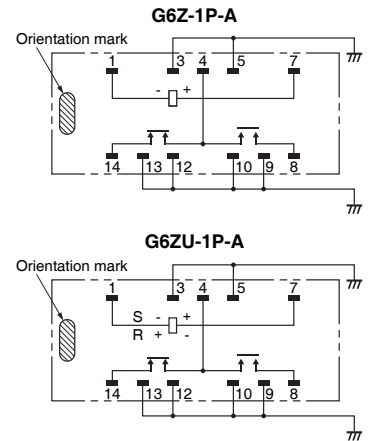 G6Z-1P-A
Orientation mark
1 3 4 5 7
- +
14 13 12 10 9 8
G6ZU-1P-A
Orientation mark
1 3 4 5 7
S - +
R + -
14 13 12 10 9 8